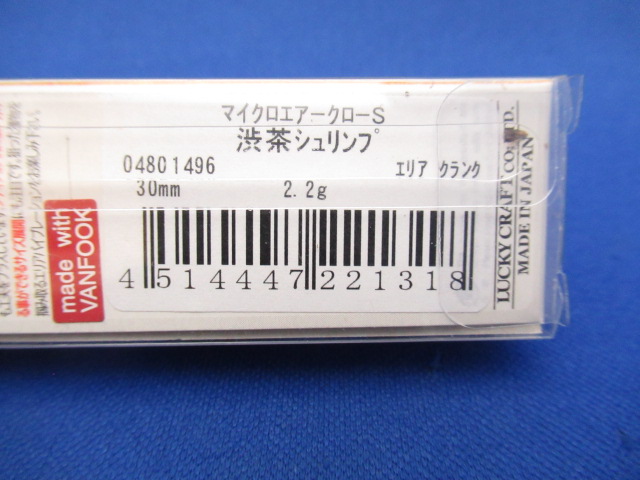 マイクロエアークローS
渋茶シュリンプ
04801496
エリア クランク
30mm
2.2g
4 514447 221318
LUCKY CRAFT CO.,LTD.
MADE IN JAPAN
made with
VANFOOK